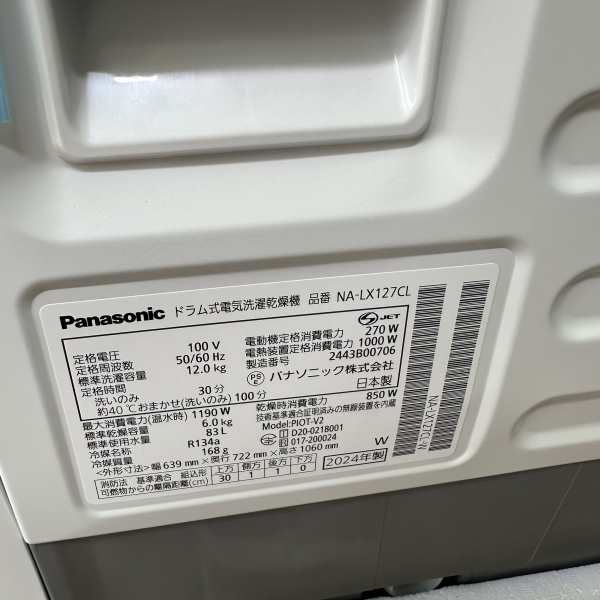 Panasonic ドラム式電気洗濯乾燥機 品番 NA-LX127CL
JET
定格電圧 100 V
定格周波数 50/60 Hz
標準洗濯容量 12.0 kg
定格時間
洗いのみ 30 分
約40℃おまかせ(洗いのみ) 100 分
最大消費電力(温水時) 1190 W
標準乾燥容量 6.0 kg
標準使用水量 83 L
冷媒名称 R134a
冷媒質量 168 g
<外形寸法> 幅 639 mm×奥行 722 mm×高さ 1060 mm
電動機定格消費電力 270 W
電熱装置定格消費電力 1000 W
製造番号 2443B00706
PS E パナソニック株式会社
日本製
乾燥時消費電力 850 W
技術基準適合証明済みの無線装置を内蔵
Model:PIOT-V2
D20-0218001
017-200024
W
2024年製
消防法 基準適合 組込形 上方 側方 後方 下方
可燃物からの離隔距離(cm) 30 1 1 0
NA-LX127CL-W